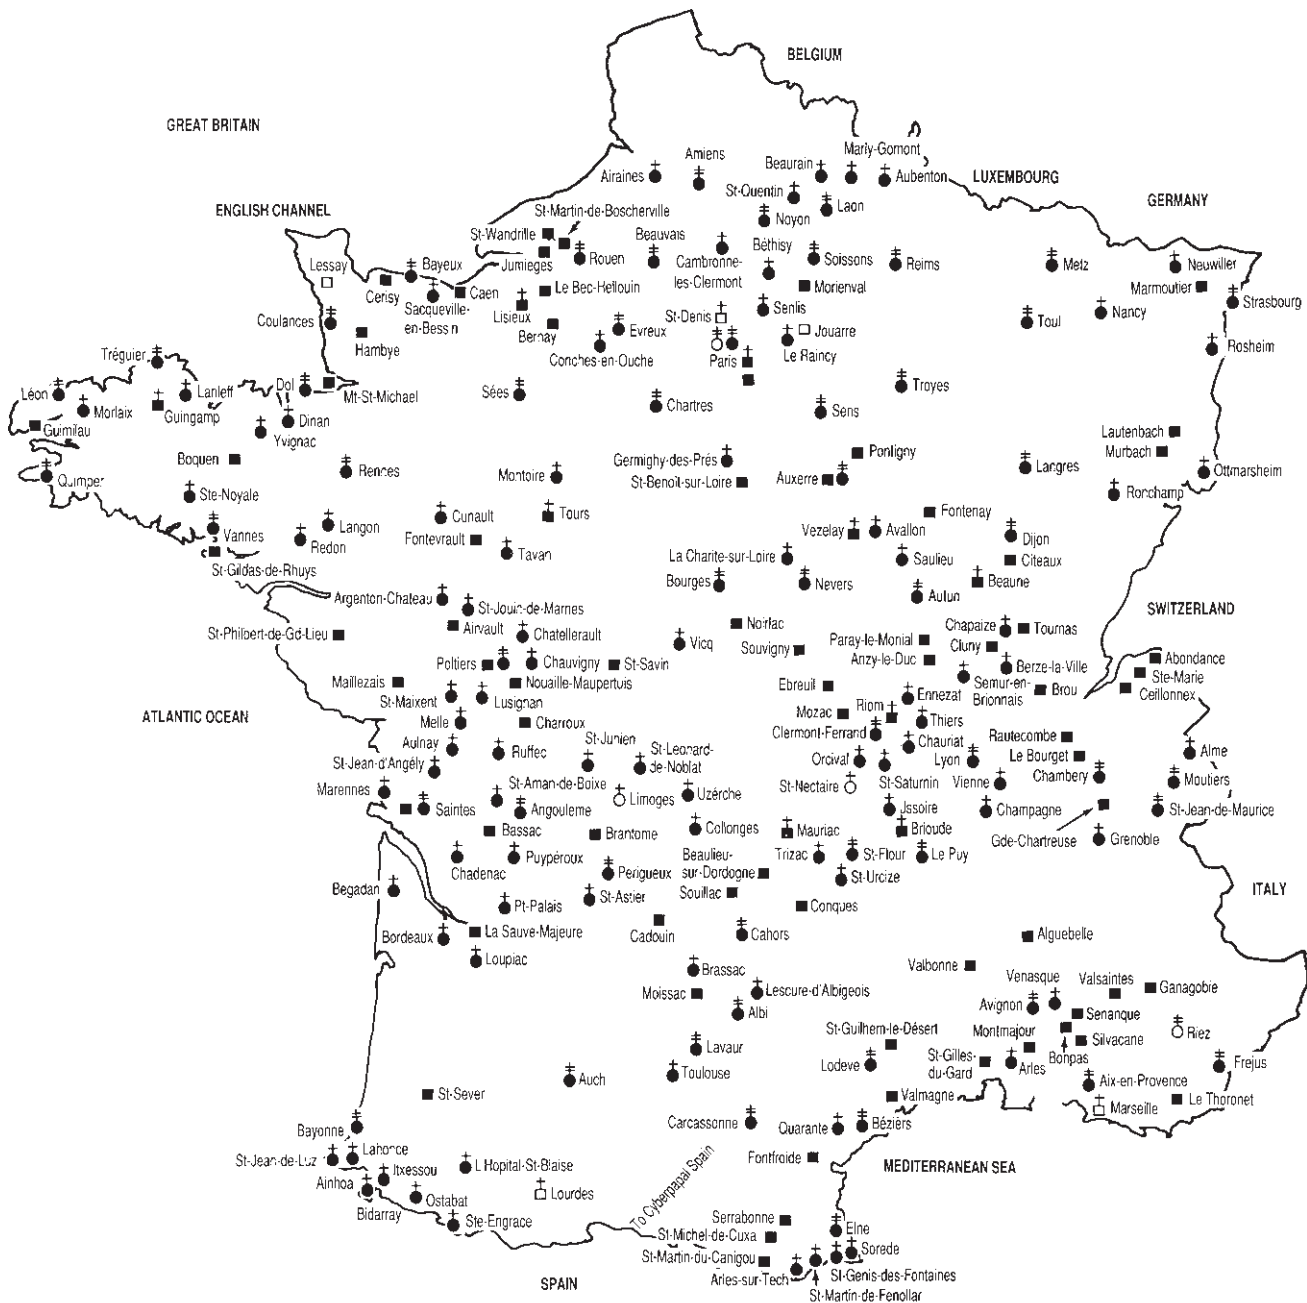 BELGIUM
GREAT BRITAIN
Amiens
Marly-Gomont
Airaines
Beaurain
Aubenton
LUXEMBOURG
St-Quentin
GERMANY
ENGLISH CHANNEL
St-Martin-de-Boscherville
Noyon
Laon
St-Wandrille
Beauvais
Béthisy
Lessay
Bayeux
Jumieges
Rouen
Cambronne-
les-Clermont
Soissons
Reims
Metz
Neuwiller
Cerisy
Caen
Le Bec-Hellouin
Morienval
Marmoutier
Sacqueville-
en-Bessin
Lisieux
Senlis
Strasbourg
Coulances
Hambye
Bernay
Evreux
St-Denis
Jouarre
Toul
Nancy
Conches-en-Ouche
Paris
Le Raincy
Rosheim
Tréguier
Léon
Lanleff
Dol
Mt-St-Michael
Sées
Troyes
Morlaix
Guingamp
Dinan
Chartres
Sens
Guimilau
Yvignac
Lautenbach
Boquen
Rences
Germighy-des-Prés
Pontigny
Murbach
Quimper
Montoire
St-Benoît-sur-Loire
Auxerre
Langres
Ottmarsheim
Ste-Noyale
Ronchamp
Langon
Cunault
Tours
Fontenay
Vannes
Redon
Fontevrault
Vezelay
Avallon
Dijon
Tavan
La Charite-sur-Loire
Saulieu
Citeaux
St-Gildas-de-Rhuys
Bourges
Nevers
Beaune
Argenton-Chateau
St-Jouin-de-Marnes
Autun
SWITZERLAND
St-Philbert-de-Gd-Lieu
Airvault
Chatellerault
Noirlac
Chapaize
Tournas
Vicq
Souvigny
Paray-le-Monial
Cluny
Poltiers
Chauvigny
St-Savin
Anzy-le-Duc
Berze-la-Ville
Abondance
Maillezais
Nouaille-Maupertuis
Semur-en-
Brionnais
Ste-Marie
St-Maixent
Lusignan
Ebreuil
Ennezat
Brou
Ceillonnex
ATLANTIC OCEAN
Melle
Charroux
Mozac
Riom
Thiers
Clermont-Ferrand
Rautecombe
Aulnay
Ruffec
St-Junien
Chauriat
Le Bourget
Alme
St-Jean-d'Angély
St-Leonard-
de-Noblat
Orcival
Lyon
Chambery
Marennes
St-Aman-de-Boixe
Limoges
Uzérche
St-Nectaire
St-Saturnin
Vienne
Moutiers
Saintes
Angouleme
Issoire
Champagne
St-Jean-de-Maurice
Bassac
Brantome
Collonges
Mauriac
Brioude
Gde-Chartreuse
Grenoble
Chadenac
Puypéroux
Beaulieu-
sur-Dordogne
Trizac
St-Flour
Le Puy
Begadan
Perigueux
St-Urcize
ITALY
Pt-Palais
St-Astier
Souillac
Conques
Bordeaux
La Sauve-Majeure
Cadouin
Cahors
Alguebelle
Loupiac
Brassac
Valbonne
Venasque
Valsaintes
Ganagobie
Moissac
Lescure-d'Albigeois
Avignon
Albi
St-Guilhem-le-Désert
Montmajour
Senanque
Riez
Lavaur
Silvacane
Lodeve
St-Gilles-
du-Gard
Arles
Bonpas
Frejus
Auch
Toulouse
Aix-en-Provence
St-Sever
Valmagne
Marseille
Le Thoronet
Bayonne
Carcassonne
Quarante
Béziérs
St-Jean-de-Luz
Lahonce
Fontfroide
MEDITERRANEAN SEA
Itxessou
L'Hopital-St-Blaise
Ainhoa
Ostabat
Lourdes
To Cyberpapal Spain
Bidarray
Ste-Engrace
Serrabonne
Elne
St-Michel-de-Cuxa
Sorede
St-Martin-du-Canigou
SPAIN
Arles-sur-Tech
St-Genis-des-Fontaines
St-Martin-de-Fenollar